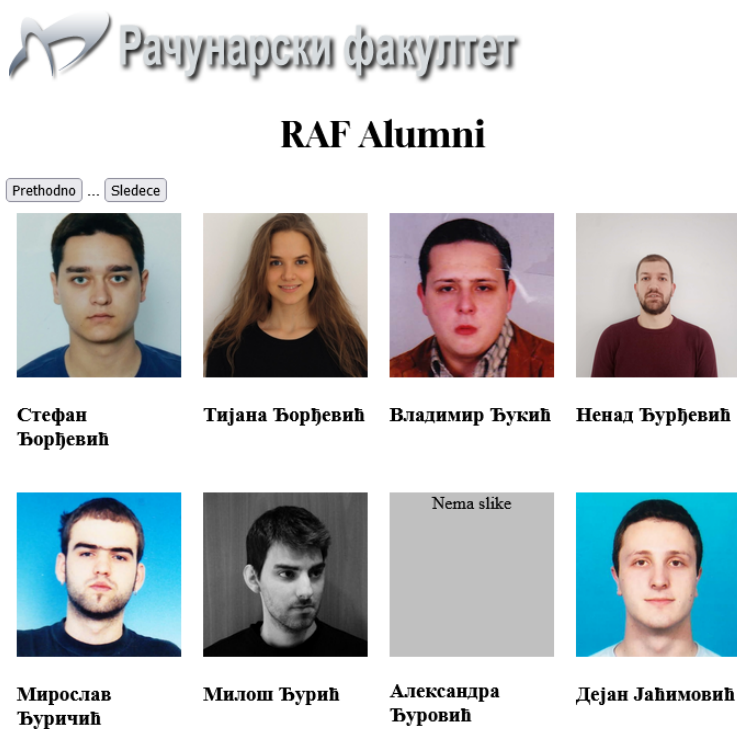 Рачунарски факултет
RAF Alumni
Prethodno ... Sledece
Стефан
Ђорђевић
Тијана Ђорђевић
Владимир Ђукић
Ненад Ђурђевић
Nema slike
Мирослав
Ђуричић
Милош Ђурић
Александра
Ђуровић
Дејан Јаћимовић